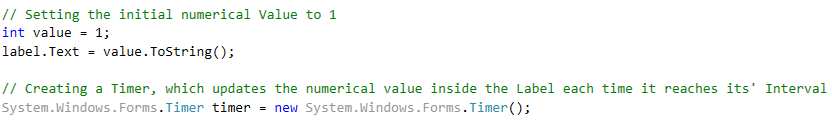 // Setting the initial numerical Value to 1
int value = 1;
label.Text = value.ToString();
// Creating a Timer, which updates the numerical value inside the Label each time it reaches its' Interval
System.Windows.Forms.Timer timer = new System.Windows.Forms.Timer();